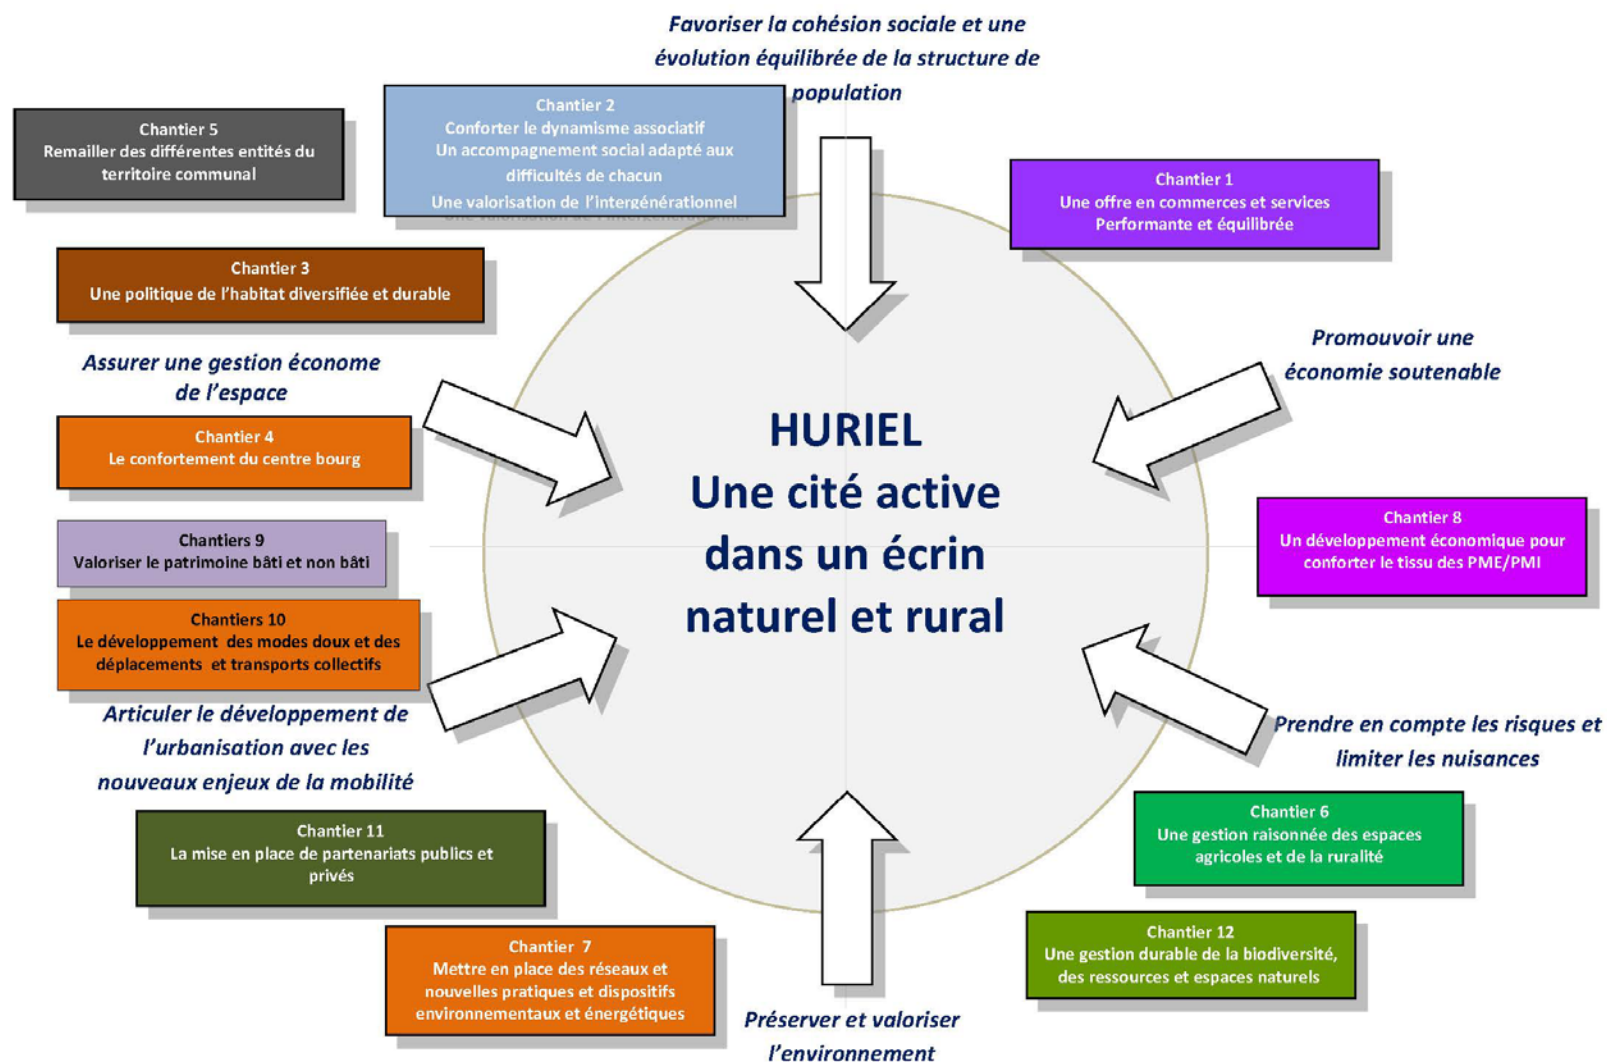 Favoriser la cohésion sociale et une
évolution équilibrée de la structure de
population
Chantier 5
Remailler des différentes entités du
territoire communal
Chantier 2
Conforter le dynamisme associatif
Un accompagnement social adapté aux
difficultés de chacun
Une valorisation de l'intergénérationnel
Chantier 1
Une offre en commerces et services
Performante et équilibrée
Chantier 3
Une politique de l'habitat diversifiée et durable
Assurer une gestion économe
de l'espace
Promouvoir une
économie soutenable
Chantier 4
Le confortement du centre bourg
HURIEL
Une cité active
dans un écrin
naturel et rural
Chantiers 9
Valoriser le patrimoine bâti et non bâti
Chantier 8
Un développement économique pour
conforter le tissu des PME/PMI
Chantiers 10
Le développement des modes doux et des
déplacements et transports collectifs
Articuler le développement de
l'urbanisation avec les
nouveaux enjeux de la mobilité
Prendre en compte les risques et
limiter les nuisances
Chantier 11
La mise en place de partenariats publics et
privés
Chantier 6
Une gestion raisonnée des espaces
agricoles et de la ruralité
Chantier 7
Mettre en place des réseaux et
nouvelles pratiques et dispositifs
environnementaux et énergétiques
Chantier 12
Une gestion durable de la biodiversité,
des ressources et espaces naturels
Préserver et valoriser
l'environnement